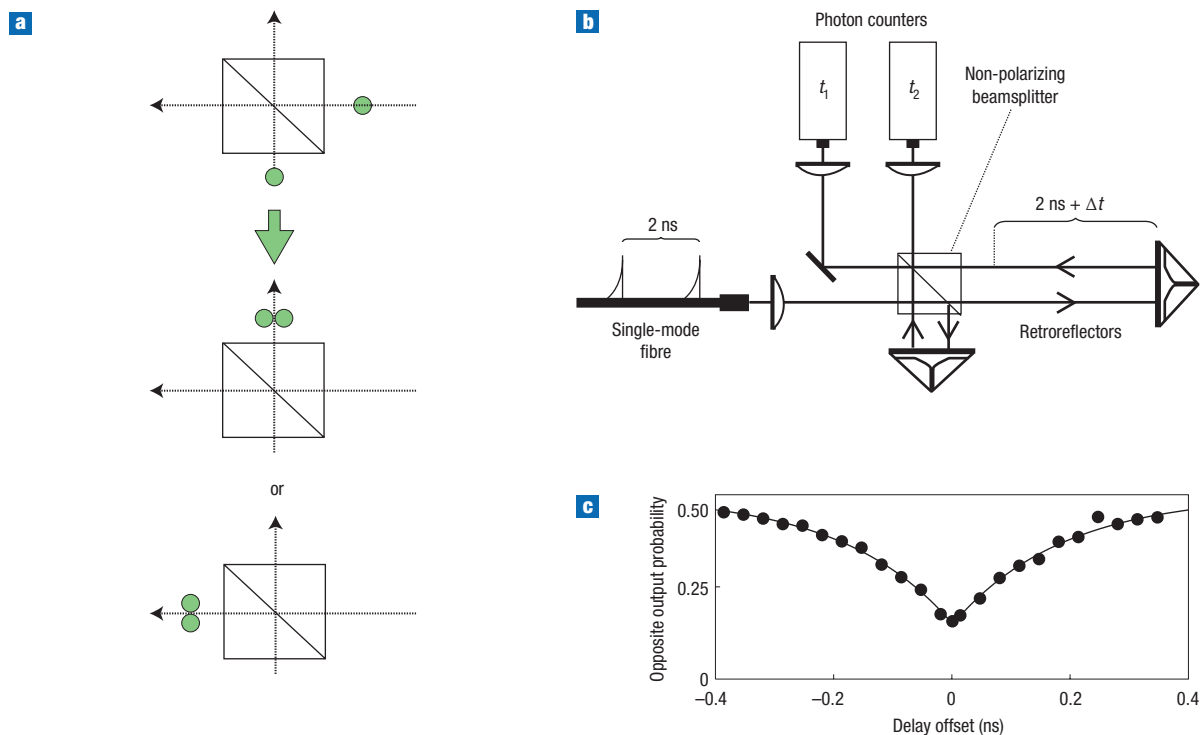 a
or
b
Photon counters
t1
t2
Non-polarizing
beamsplitter
2 ns
2 ns + Δt
Single-mode
fibre
Retroreflectors
c
Opposite output probability
0.50
0.25
0
–0.4
–0.2
0
0.2
0.4
Delay offset (ns)